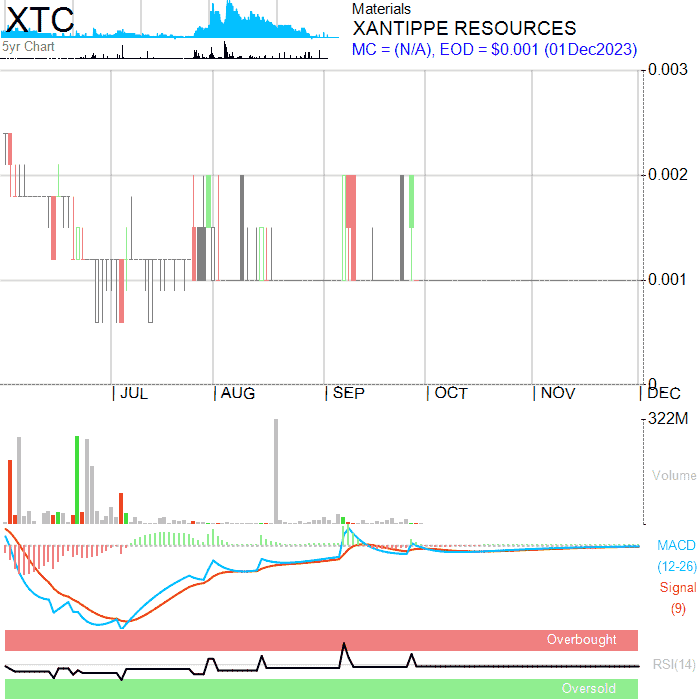 XTC
5yr Chart
Materials
XANTIPPE RESOURCES
MC = (N/A), EOD = $0.001 (01Dec2023)
0.003
0.002
0.001
0
JUL AUG SEP OCT NOV DEC
322M
Volume
MACD
(12-26)
Signal
(9)
Overbought
RSI(14)
Oversold